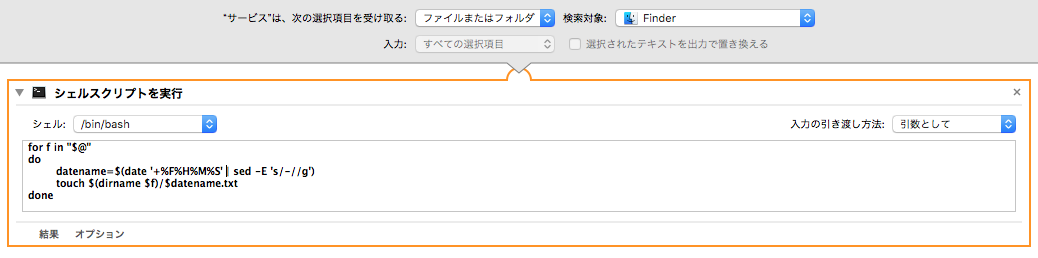 "サービス"は、次の選択項目を受け取る: ファイルまたはフォルダ 検索対象: Finder
入力: すべての選択項目 選択されたテキストを出力で置き換える
シェルスクリプトを実行
シェル: /bin/bash 入力の引き渡し方法: 引数として
for f in "$@"
do
datename=$(date '+%F%H%M%S' | sed -E 's/-//g')
touch $(dirname $f)/$datename.txt
done
結果 オプション